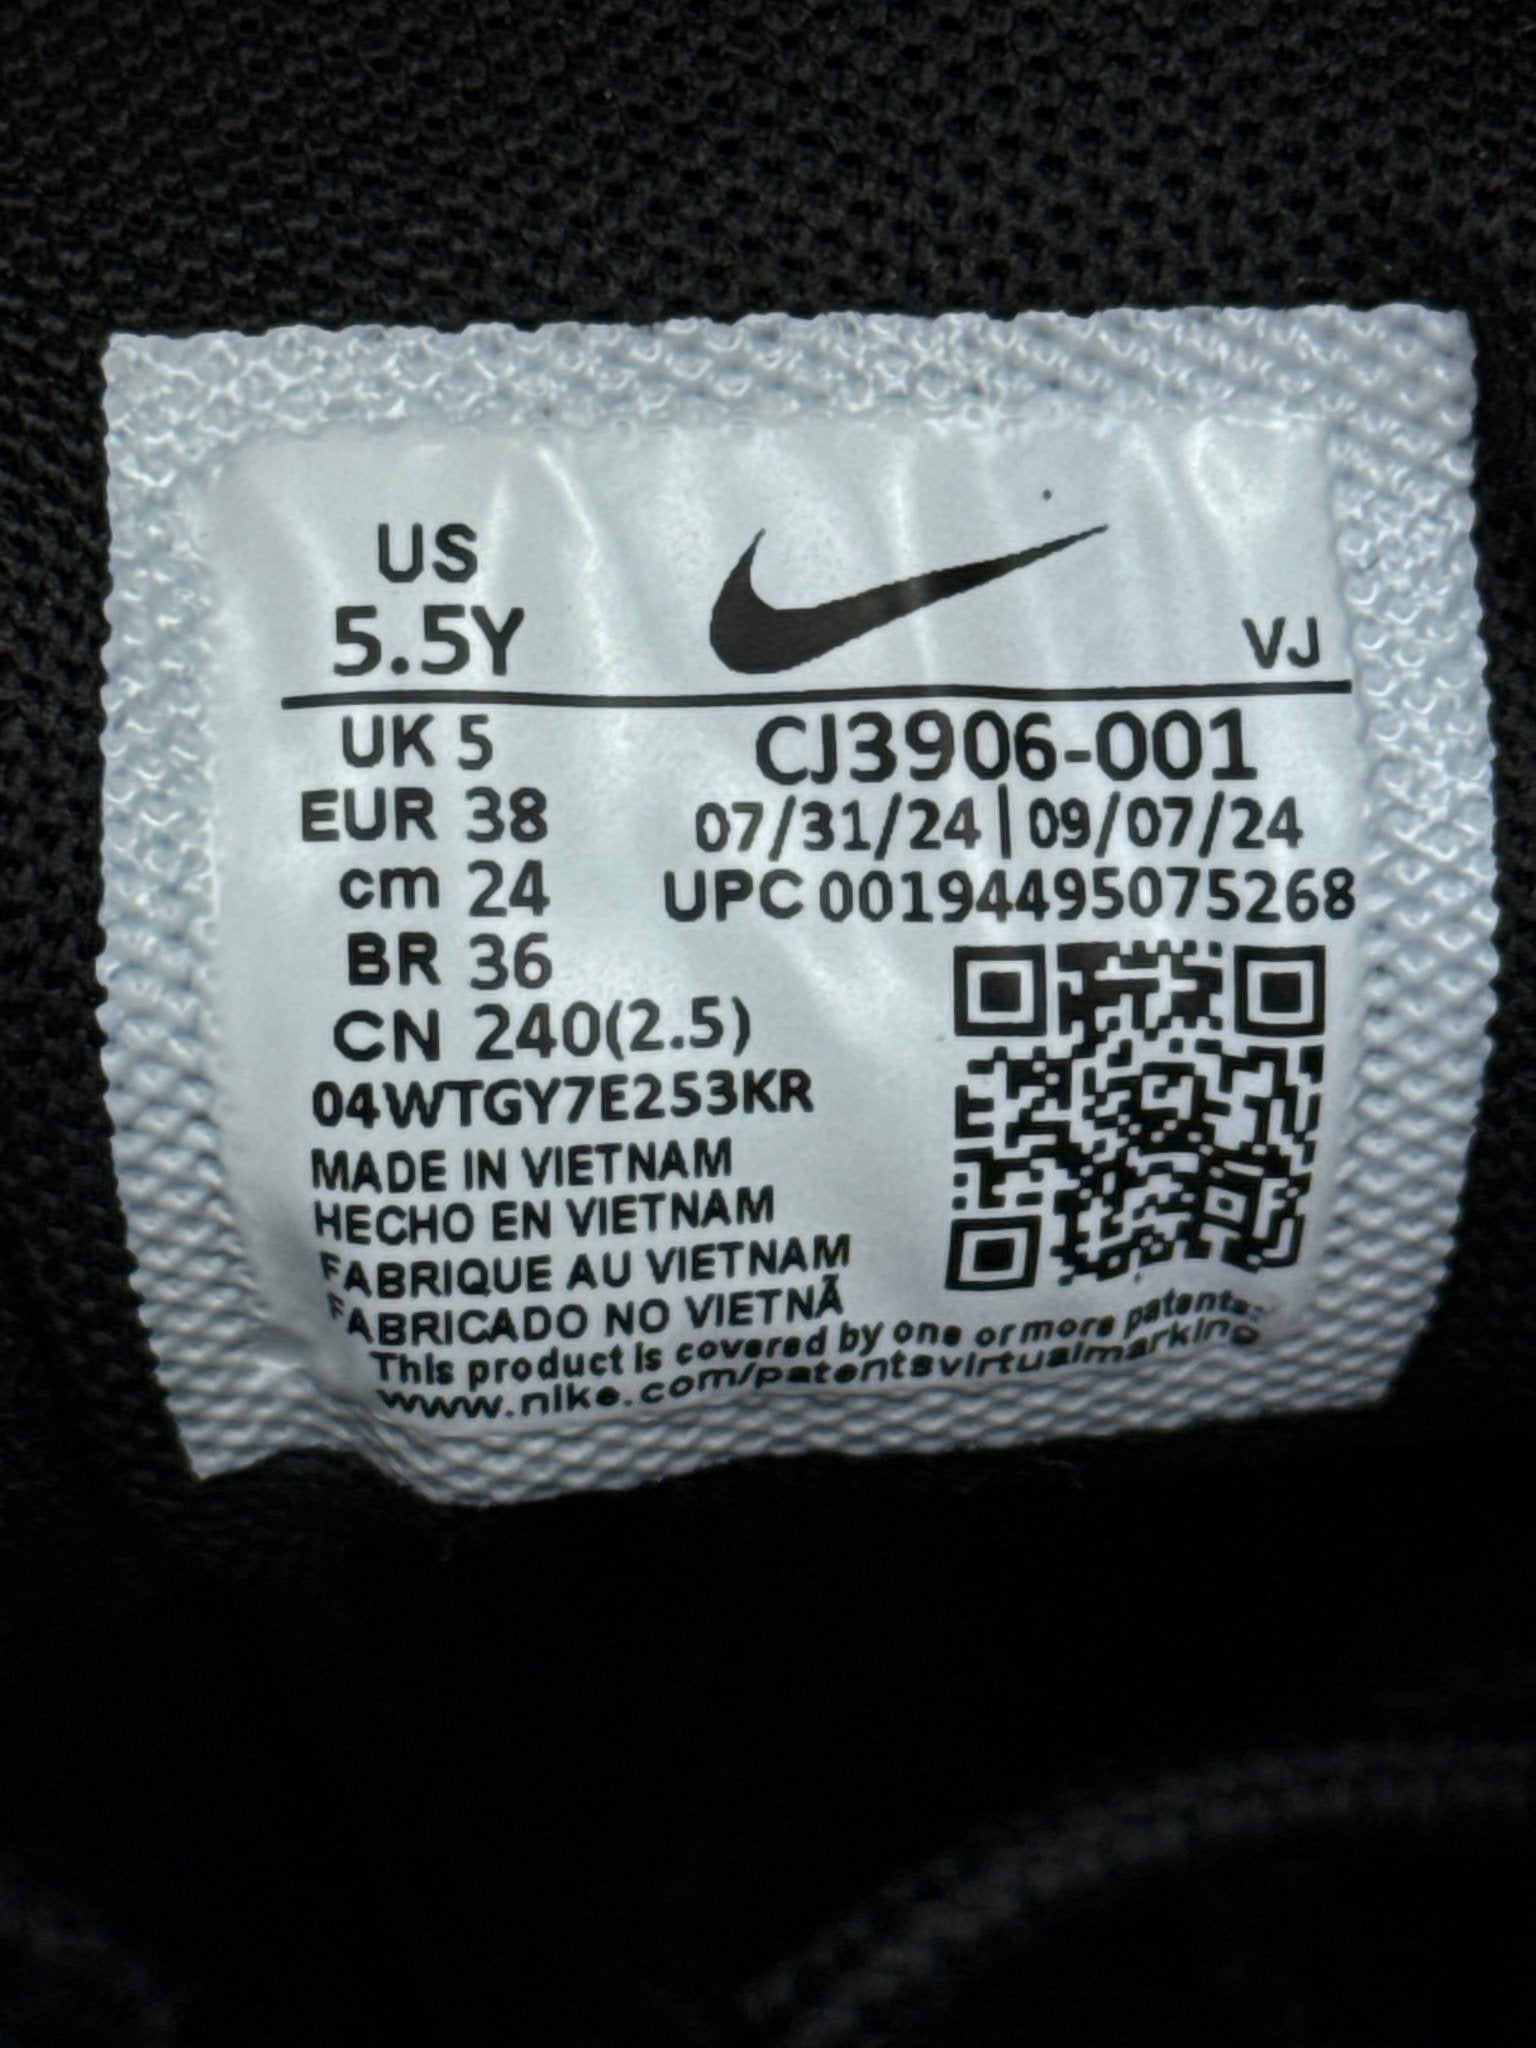 US
5.5Y
VJ
UK 5
CJ3906-001
EUR 38
07/31/24 | 09/07/24
cm 24
UPC 00194495075268
BR 36
CN 240(2.5)
04WTGY7E253KR
MADE IN VIETNAM
HECHO EN VIETNAM
FABRIQUE AU VIETNAM
FABRICADO NO VIETNÃ
This product is covered by one or more patents:
www.nike.com/patentsvirtualmarking